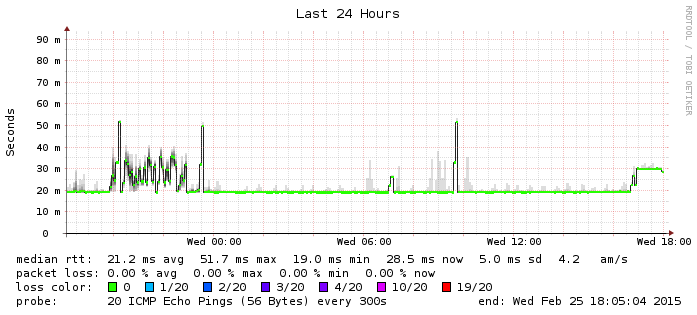 Last 24 Hours
RRDTOOL / TOBI OETIKER
Seconds
90 m
80 m
70 m
60 m
50 m
40 m
30 m
20 m
10 m
0
Wed 00:00 Wed 06:00 Wed 12:00 Wed 18:00
median rtt: 21.2 ms avg 51.7 ms max 19.0 ms min 28.5 ms now 5.0 ms sd 4.2 am/s
packet loss: 0.00 % avg 0.00 % max 0.00 % min 0.00 % now
loss color: 0 1/20 2/20 3/20 4/20 10/20 19/20
probe: 20 ICMP Echo Pings (56 Bytes) every 300s end: Wed Feb 25 18:05:04 2015